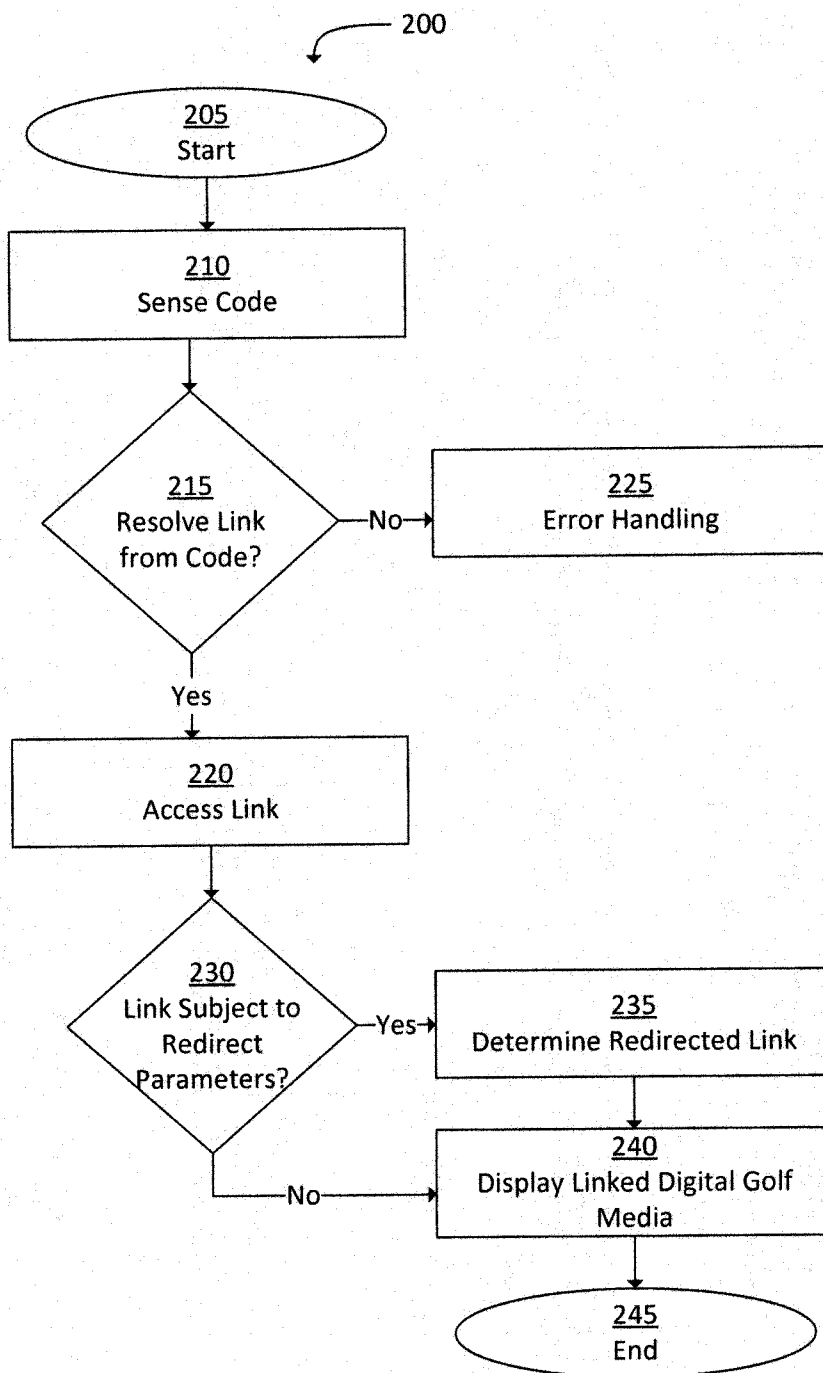 200
205
Start
210
Sense Code
215
Resolve Link
from Code?
No
225
Error Handling
Yes
220
Access Link
230
Link Subject to
Redirect
Parameters?
Yes
235
Determine Redirected Link
240
Display Linked Digital Golf
Media
No
245
End